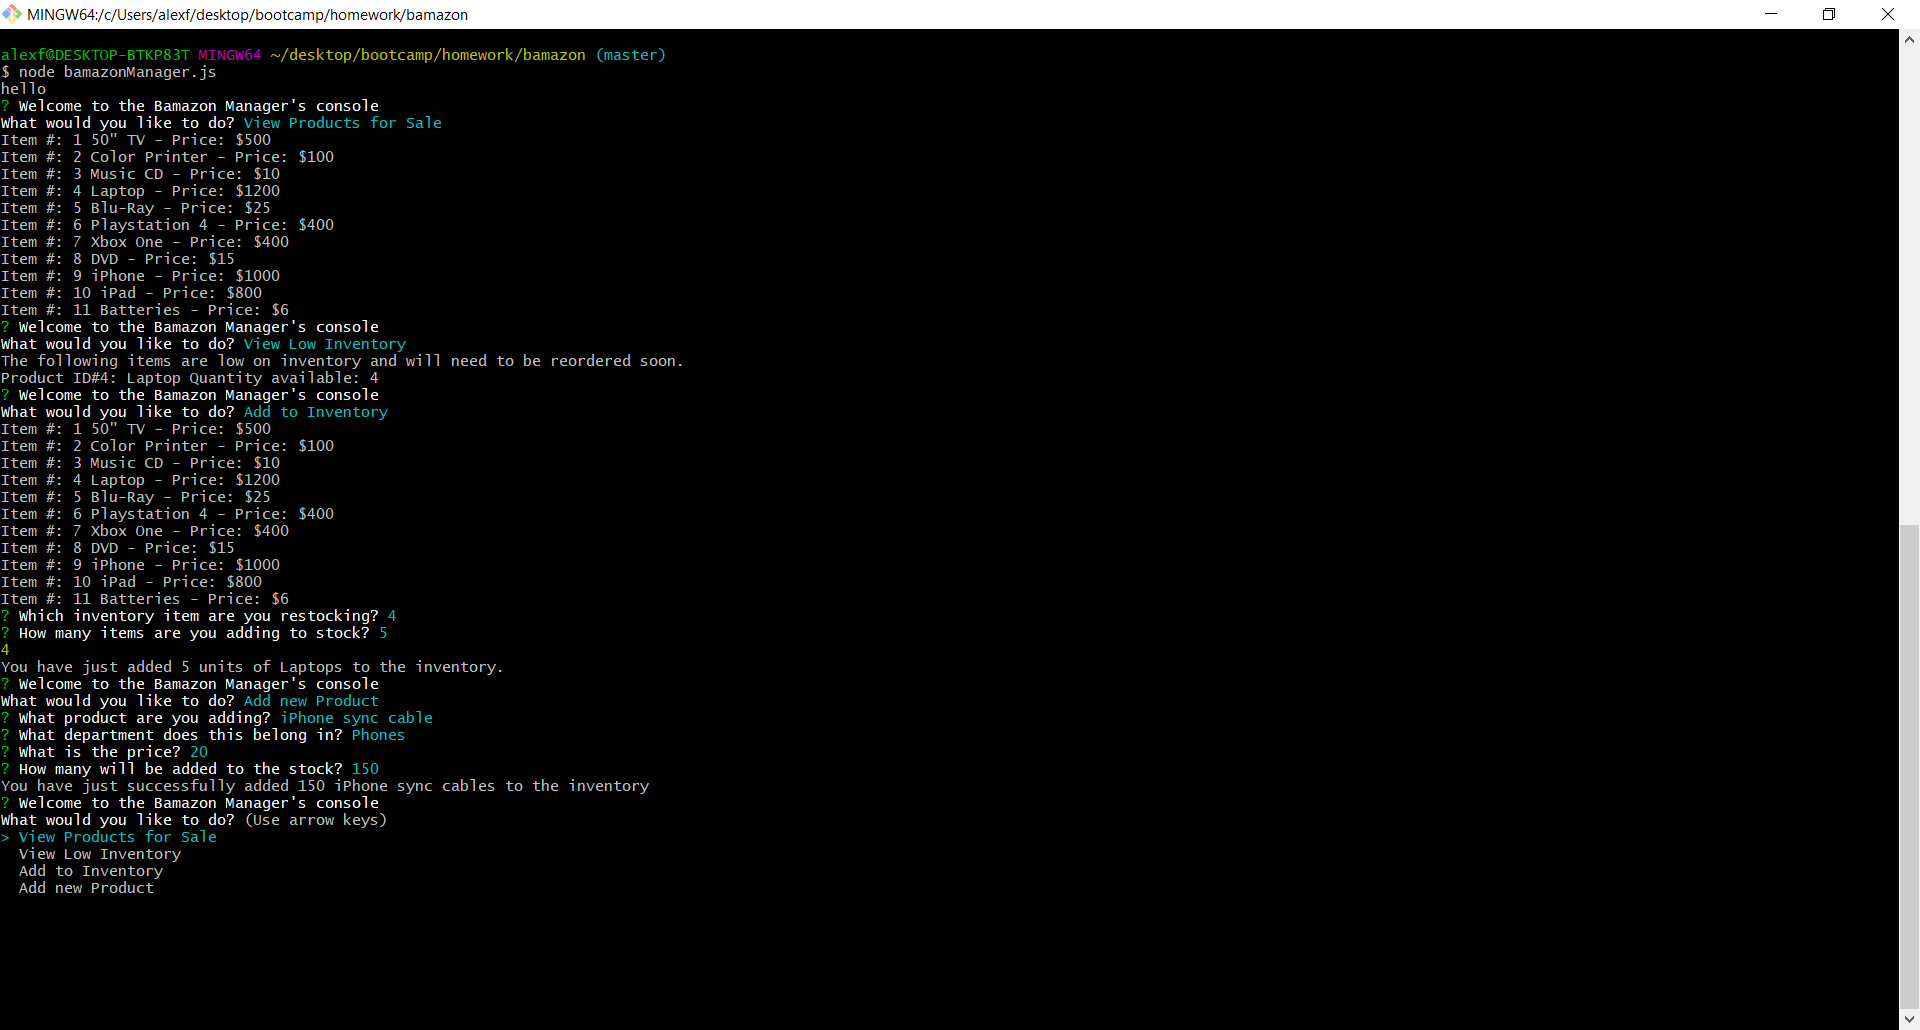 MINGW64:/c/Users/alexf/desktop/bootcamp/homework/bamazon
alexf@DESKTOP-BTKP83T MINGW64 ~/desktop/bootcamp/homework/bamazon (master)
$ node bamazonManager.js
hello
? Welcome to the Bamazon Manager's console
What would you like to do? View Products for Sale
Item #: 1 50" TV - Price: $500
Item #: 2 Color Printer - Price: $100
Item #: 3 Music CD - Price: $10
Item #: 4 Laptop - Price: $1200
Item #: 5 Blu-Ray - Price: $25
Item #: 6 Playstation 4 - Price: $400
Item #: 7 Xbox One - Price: $400
Item #: 8 DVD - Price: $15
Item #: 9 iPhone - Price: $1000
Item #: 10 iPad - Price: $800
Item #: 11 Batteries - Price: $6
? Welcome to the Bamazon Manager's console
What would you like to do? View Low Inventory
The following items are low on inventory and will need to be reordered soon.
Product ID#4: Laptop Quantity available: 4
? Welcome to the Bamazon Manager's console
What would you like to do? Add to Inventory
Item #: 1 50" TV - Price: $500
Item #: 2 Color Printer - Price: $100
Item #: 3 Music CD - Price: $10
Item #: 4 Laptop - Price: $1200
Item #: 5 Blu-Ray - Price: $25
Item #: 6 Playstation 4 - Price: $400
Item #: 7 Xbox One - Price: $400
Item #: 8 DVD - Price: $15
Item #: 9 iPhone - Price: $1000
Item #: 10 iPad - Price: $800
Item #: 11 Batteries - Price: $6
? Which inventory item are you restocking? 4
? How many items are you adding to stock? 5
4
You have just added 5 units of Laptops to the inventory.
? Welcome to the Bamazon Manager's console
What would you like to do? Add new Product
? What product are you adding? iPhone sync cable
? What department does this belong in? Phones
? What is the price? 20
? How many will be added to the stock? 150
You have just successfully added 150 iPhone sync cables to the inventory
? Welcome to the Bamazon Manager's console
What would you like to do? (Use arrow keys)
> View Products for Sale
  View Low Inventory
  Add to Inventory
  Add new Product